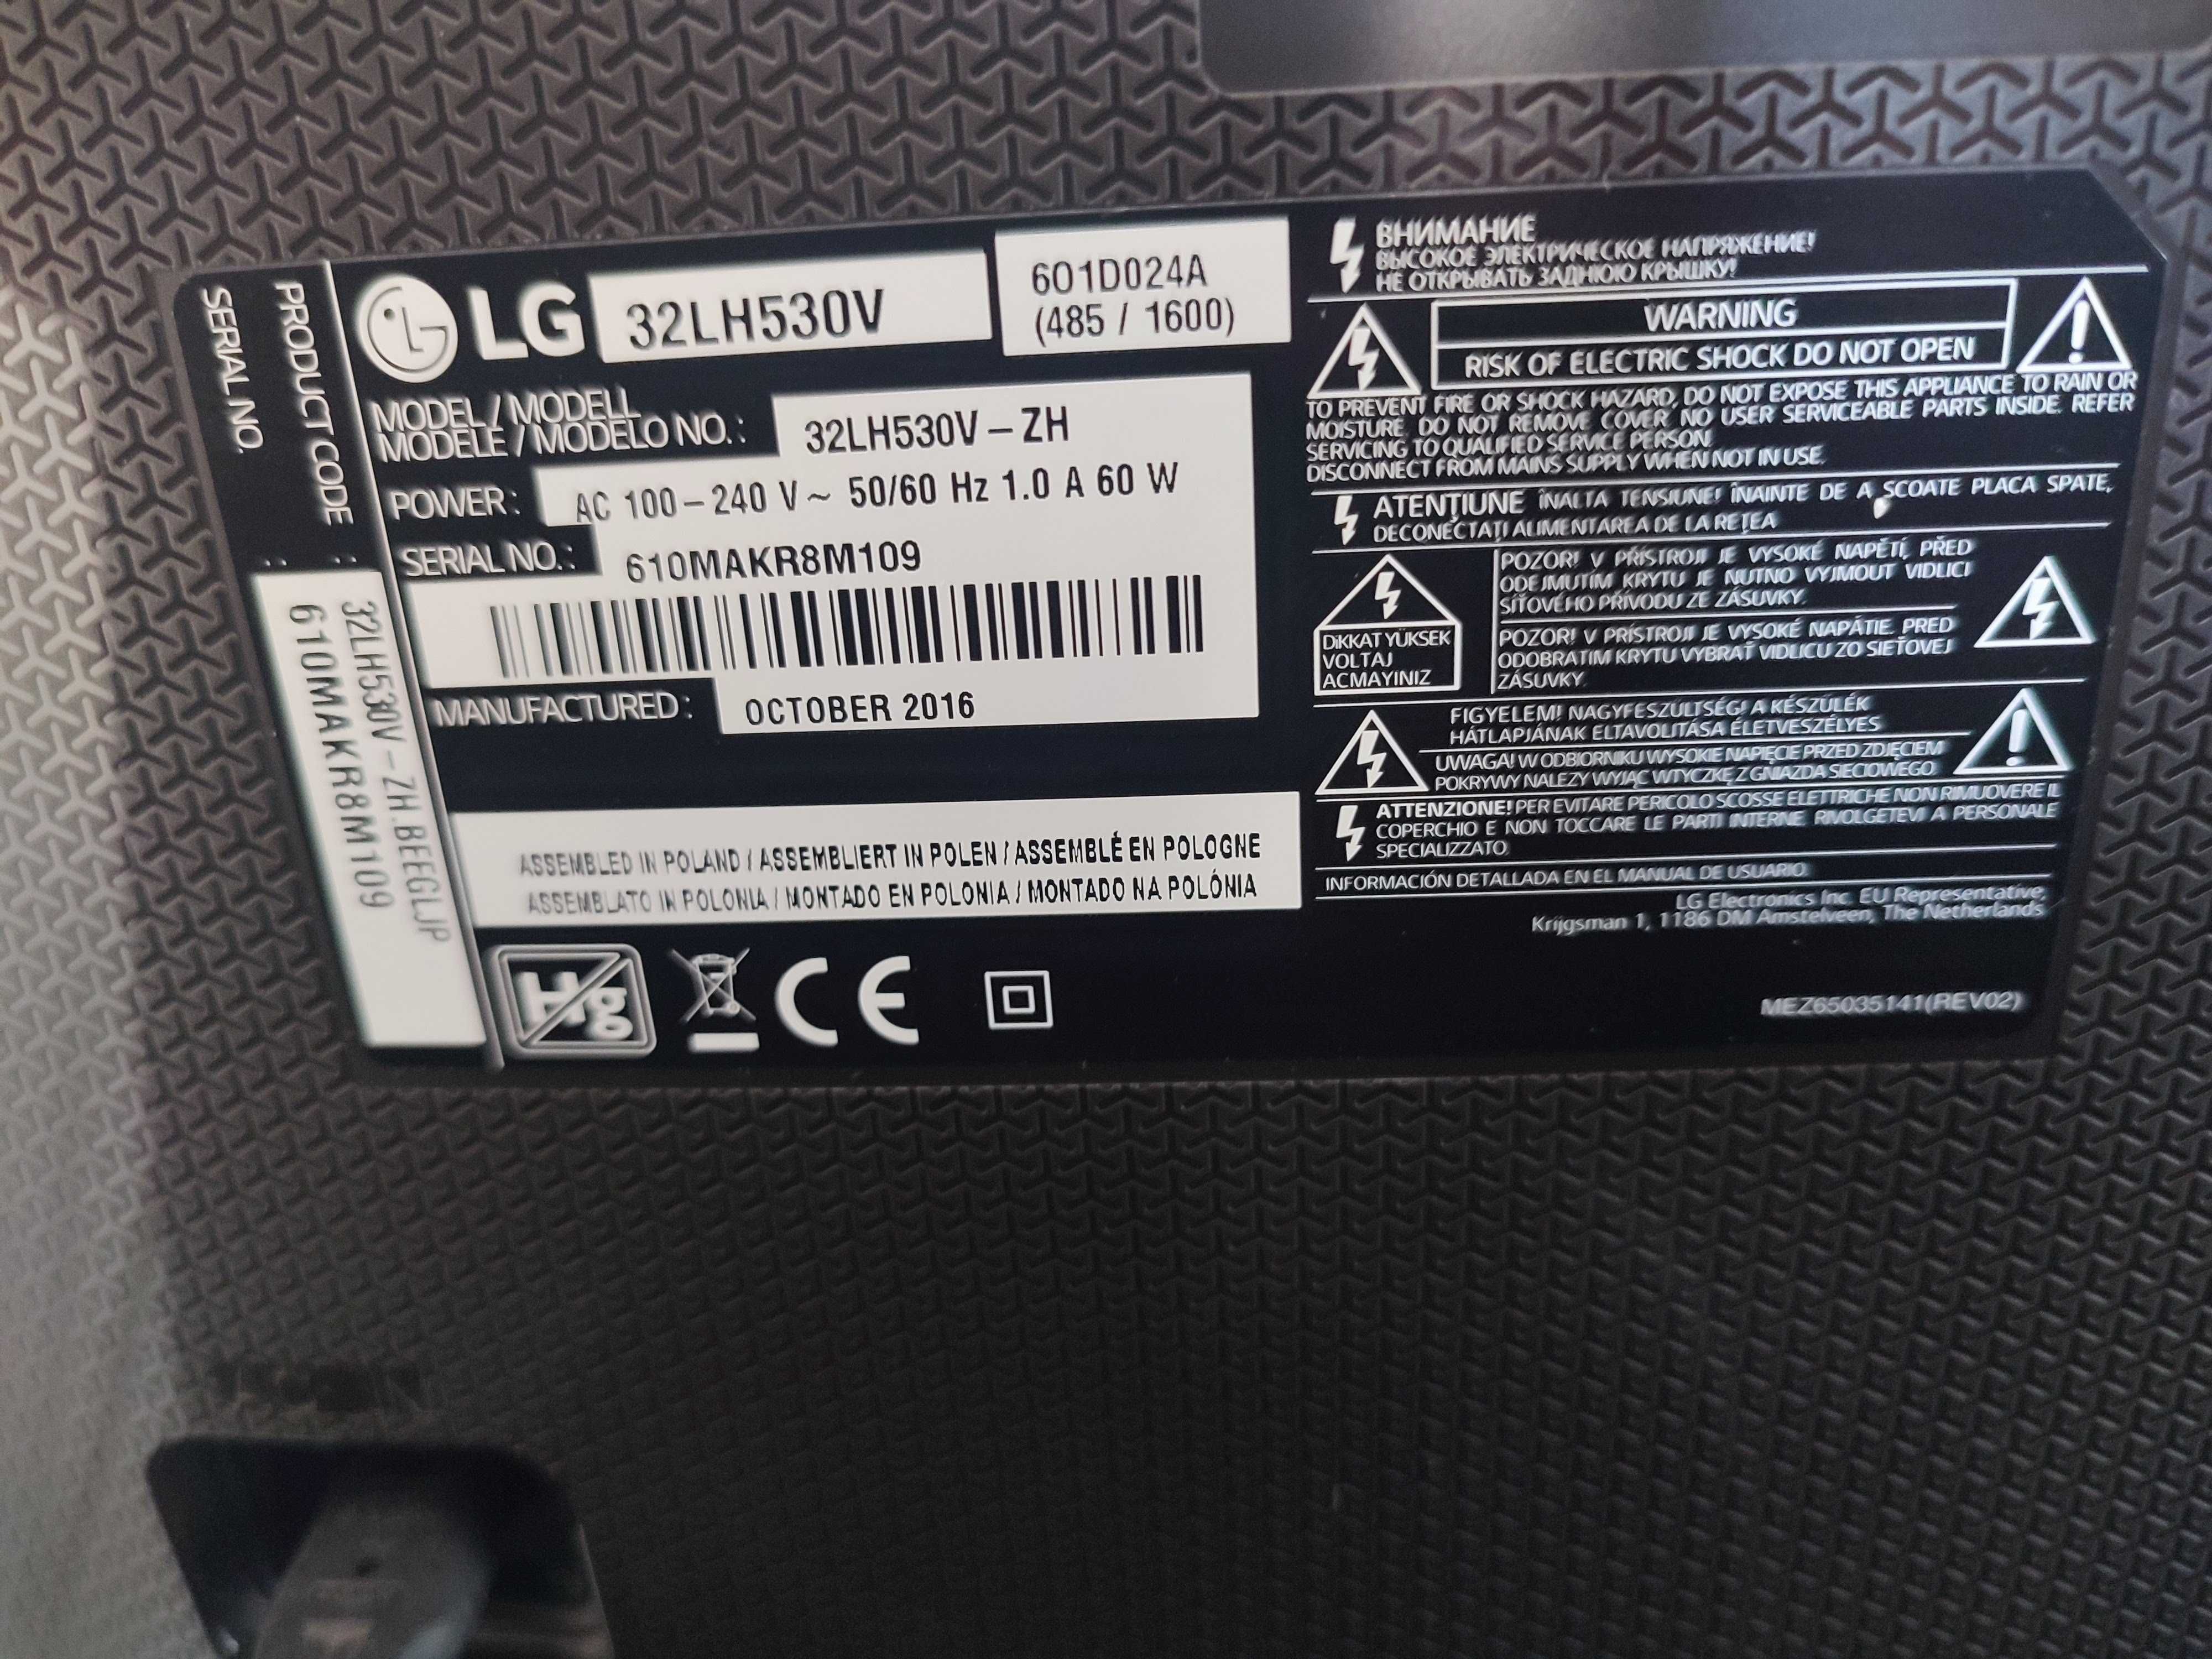 SERIAL NO. : 610MAKR8M109
PRODUCT CODE : 32LH530V – ZH.BEEGLJP
LG 32LH530V
601D024A
(485 / 1600)
MODEL / MODELL
MODÈLE / MODELO NO. : 32LH530V – ZH
POWER : AC 100 – 240 V ~ 50/60 Hz 1.0 A 60 W
SERIAL NO. : 610MAKR8M109
MANUFACTURED : OCTOBER 2016
ASSEMBLED IN POLAND / ASSEMBLIERT IN POLEN / ASSEMBLÉ EN POLOGNE
ASSEMBLATO IN POLONIA / MONTADO EN POLONIA / MONTADO NA POLÓNIA
Hg
CE
ВНИМАНИЕ
ВЫСОКОЕ ЭЛЕКТРИЧЕСКОЕ НАПРЯЖЕНИЕ!
НЕ ОТКРЫВАТЬ ЗАДНЮЮ КРЫШКУ!
WARNING
RISK OF ELECTRIC SHOCK DO NOT OPEN
TO PREVENT FIRE OR SHOCK HAZARD, DO NOT EXPOSE THIS APPLIANCE TO RAIN OR
MOISTURE. DO NOT REMOVE COVER. NO USER SERVICEABLE PARTS INSIDE. REFER
SERVICING TO QUALIFIED SERVICE PERSON.
DISCONNECT FROM MAINS SUPPLY WHEN NOT IN USE.
ATENŢIUNE ÎNALTA TENSIUNE! ÎNAINTE DE A SCOATE PLACA SPATE,
DECONECTAŢI ALIMENTAREA DE LA REŢEA
DİKKAT YÜKSEK
VOLTAJ
AÇMAYINIZ
POZOR! V PŘÍSTROJI JE VYSOKÉ NAPĚTÍ, PŘED
ODEJMUTÍM KRYTU JE NUTNO VYJMOUT VIDLICI
SÍŤOVÉHO PŘÍVODU ZE ZÁSUVKY.
POZOR! V PRÍSTROJI JE VYSOKÉ NAPÄTIE. PRED
ODOBRATIM KRYTU VYBRAŤ VIDLICU ZO SIEŤOVEJ
ZÁSUVKY.
FIGYELEM! NAGYFESZÜLTSÉG! A KÉSZÜLÉK
HÁTLAPJÁNAK ELTAVOLITÁSA ÉLETVESZÉLYES
UWAGA! W ODBIORNIKU WYSOKIE NAPIĘCIE PRZED ZDJĘCIEM
POKRYWY NALEŻY WYJĄĆ WTYCZKĘ Z GNIAZDA SIECIOWEGO
ATTENZIONE! PER EVITARE PERICOLO SCOSSE ELETTRICHE NON RIMUOVERE IL
COPERCHIO E NON TOCCARE LE PARTI INTERNE RIVOLGETEVI A PERSONALE
SPECIALIZZATO.
INFORMACIÓN DETALLADA EN EL MANUAL DE USUARIO.
LG Electronics Inc. EU Representative,
Krijgsman 1, 1186 DM Amstelveen, The Netherlands
MEZ65035141(REV02)